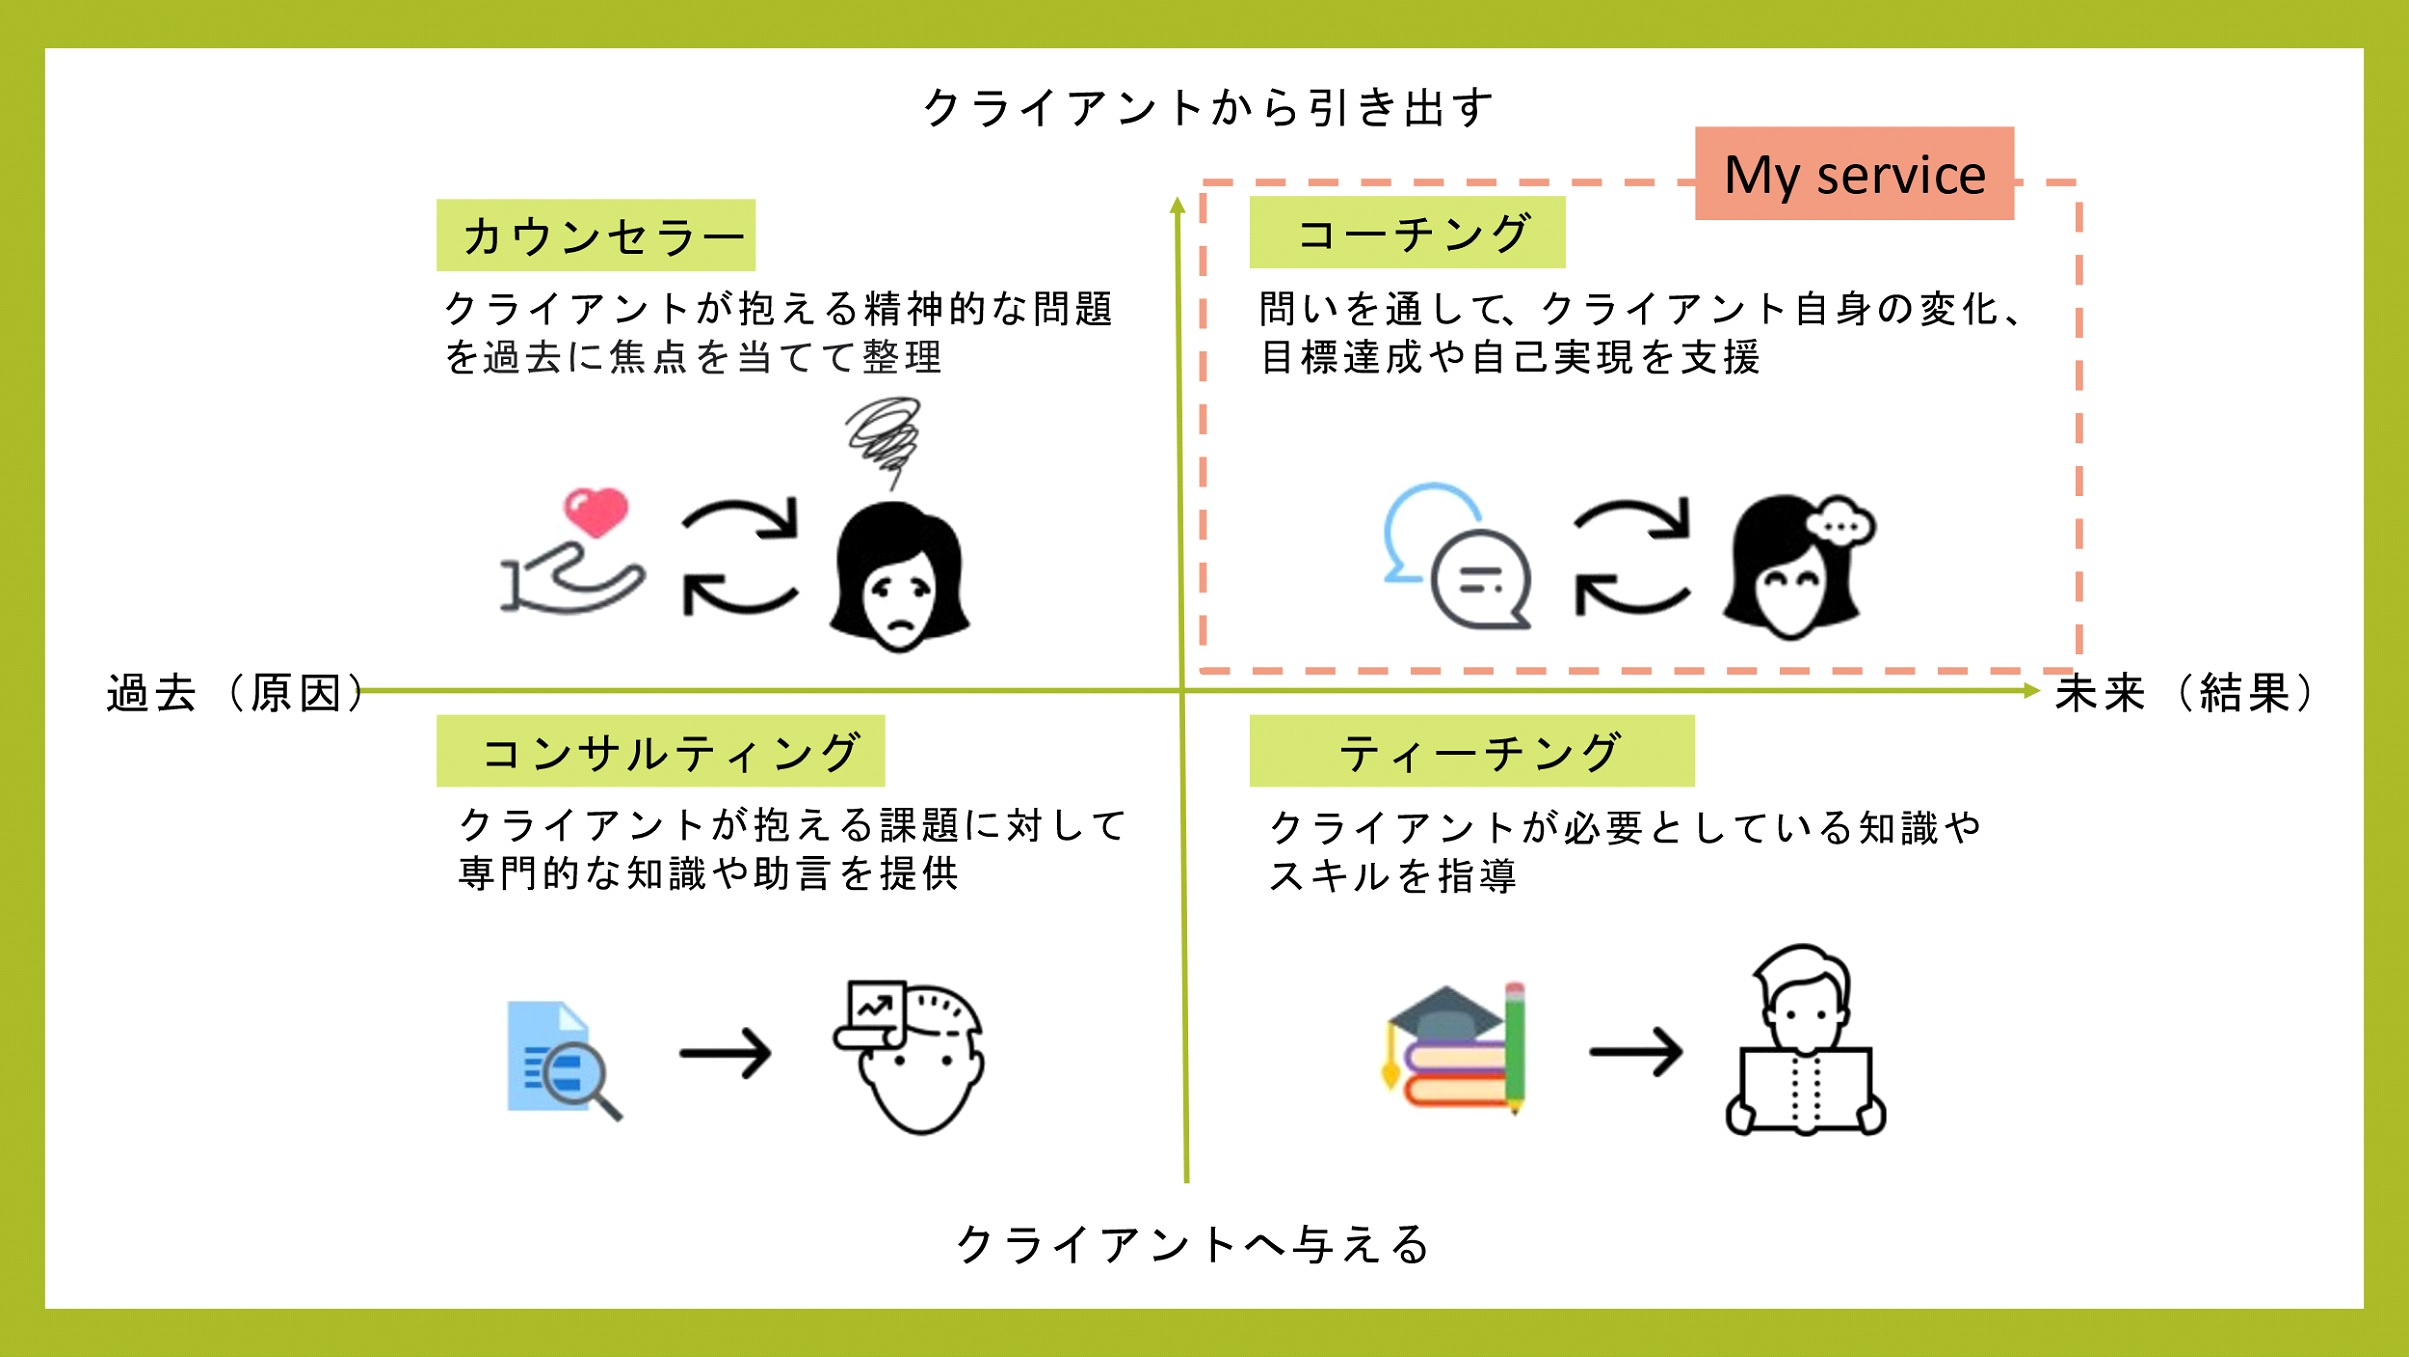 クライアントから引き出す
My service
カウンセラー
クライアントが抱える精神的な問題
を過去に焦点を当てて整理
コーチング
問いを通して、クライアント自身の変化、
目標達成や自己実現を支援
過去（原因）
未来（結果）
コンサルティング
クライアントが抱える課題に対して
専門的な知識や助言を提供
ティーチング
クライアントが必要としている知識や
スキルを指導
クライアントへ与える